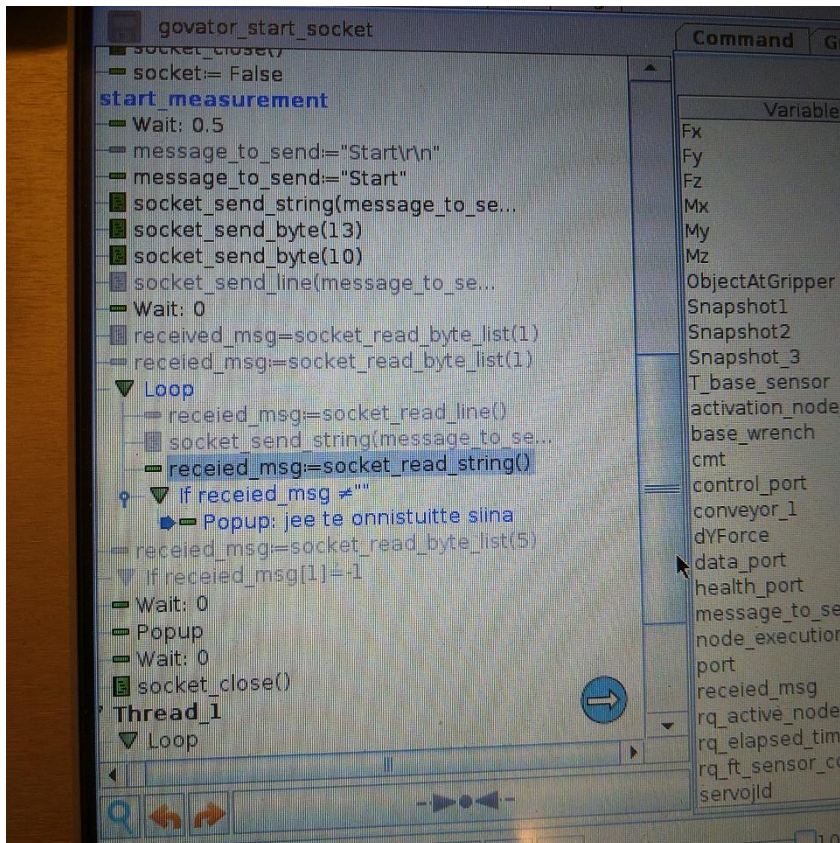 govator_start_socket
socket_close()
socket:= False
start_measurement
Wait: 0.5
message_to_send:="Start\r\n"
message_to_send:="Start"
socket_send_string(message_to_se...
socket_send_byte(13)
socket_send_byte(10)
socket_send_line(message_to_se...
Wait: 0
received_msg=socket_read_byte_list(1)
receied_msg:=socket_read_byte_list(1)
Loop
receied_msg:=socket_read_line()
socket_send_string(message_to_se...
receied_msg:=socket_read_string()
If receied_msg ≠""
Popup: jee te onnistuitte siina
receied_msg:=socket_read_byte_list(5)
If receied_msg[1]=-1
Wait: 0
Popup
Wait: 0
socket_close()
Thread_1
Loop
Command
G
Variable
Fx
Fy
Fz
Mx
My
Mz
ObjectAtGripper
Snapshot1
Snapshot2
Snapshot_3
T_base_sensor
activation_node
base_wrench
cmt
control_port
conveyor_1
dYForce
data_port
health_port
message_to_se
node_execution
port
receied_msg
rq_active_node
rq_elapsed_tim
rq_ft_sensor_co
servojId